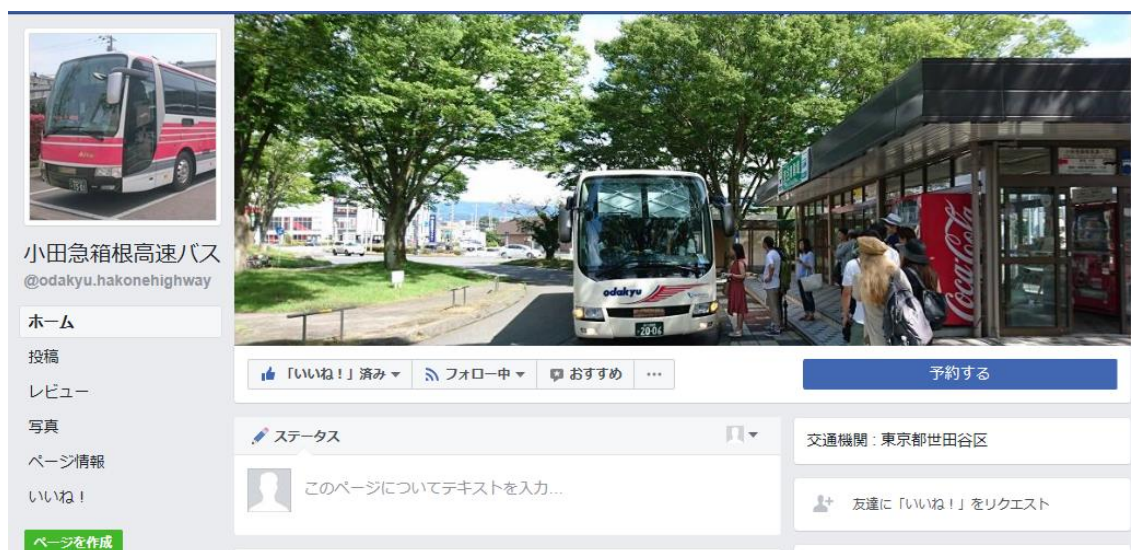 小田急箱根高速バス
@odakyu.hakonehighway
ホーム
投稿
レビュー
写真
ページ情報
いいね！
ページを作成
odakyu
20-06
Coca-Cola
「いいね！」済み
フォロー中
おすすめ
予約する
ステータス
このページについてテキストを入力...
交通機関 : 東京都世田谷区
友達に「いいね！」をリクエスト